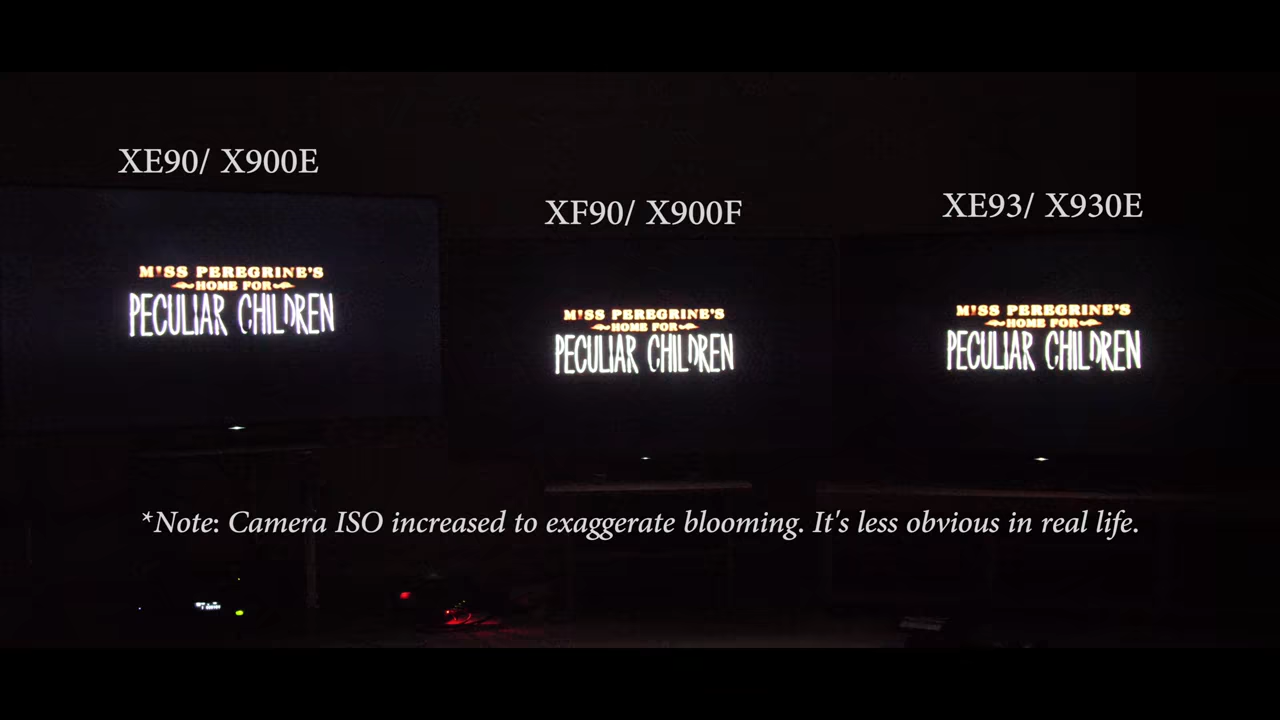 XE90/ X900E
XF90/ X900F
XE93/ X930E
MISS PEREGRINE'S
HOME FOR
PECULIAR CHILDREN
MISS PEREGRINE'S
HOME FOR
PECULIAR CHILDREN
MISS PEREGRINE'S
HOME FOR
PECULIAR CHILDREN
*Note: Camera ISO increased to exaggerate blooming. It's less obvious in real life.